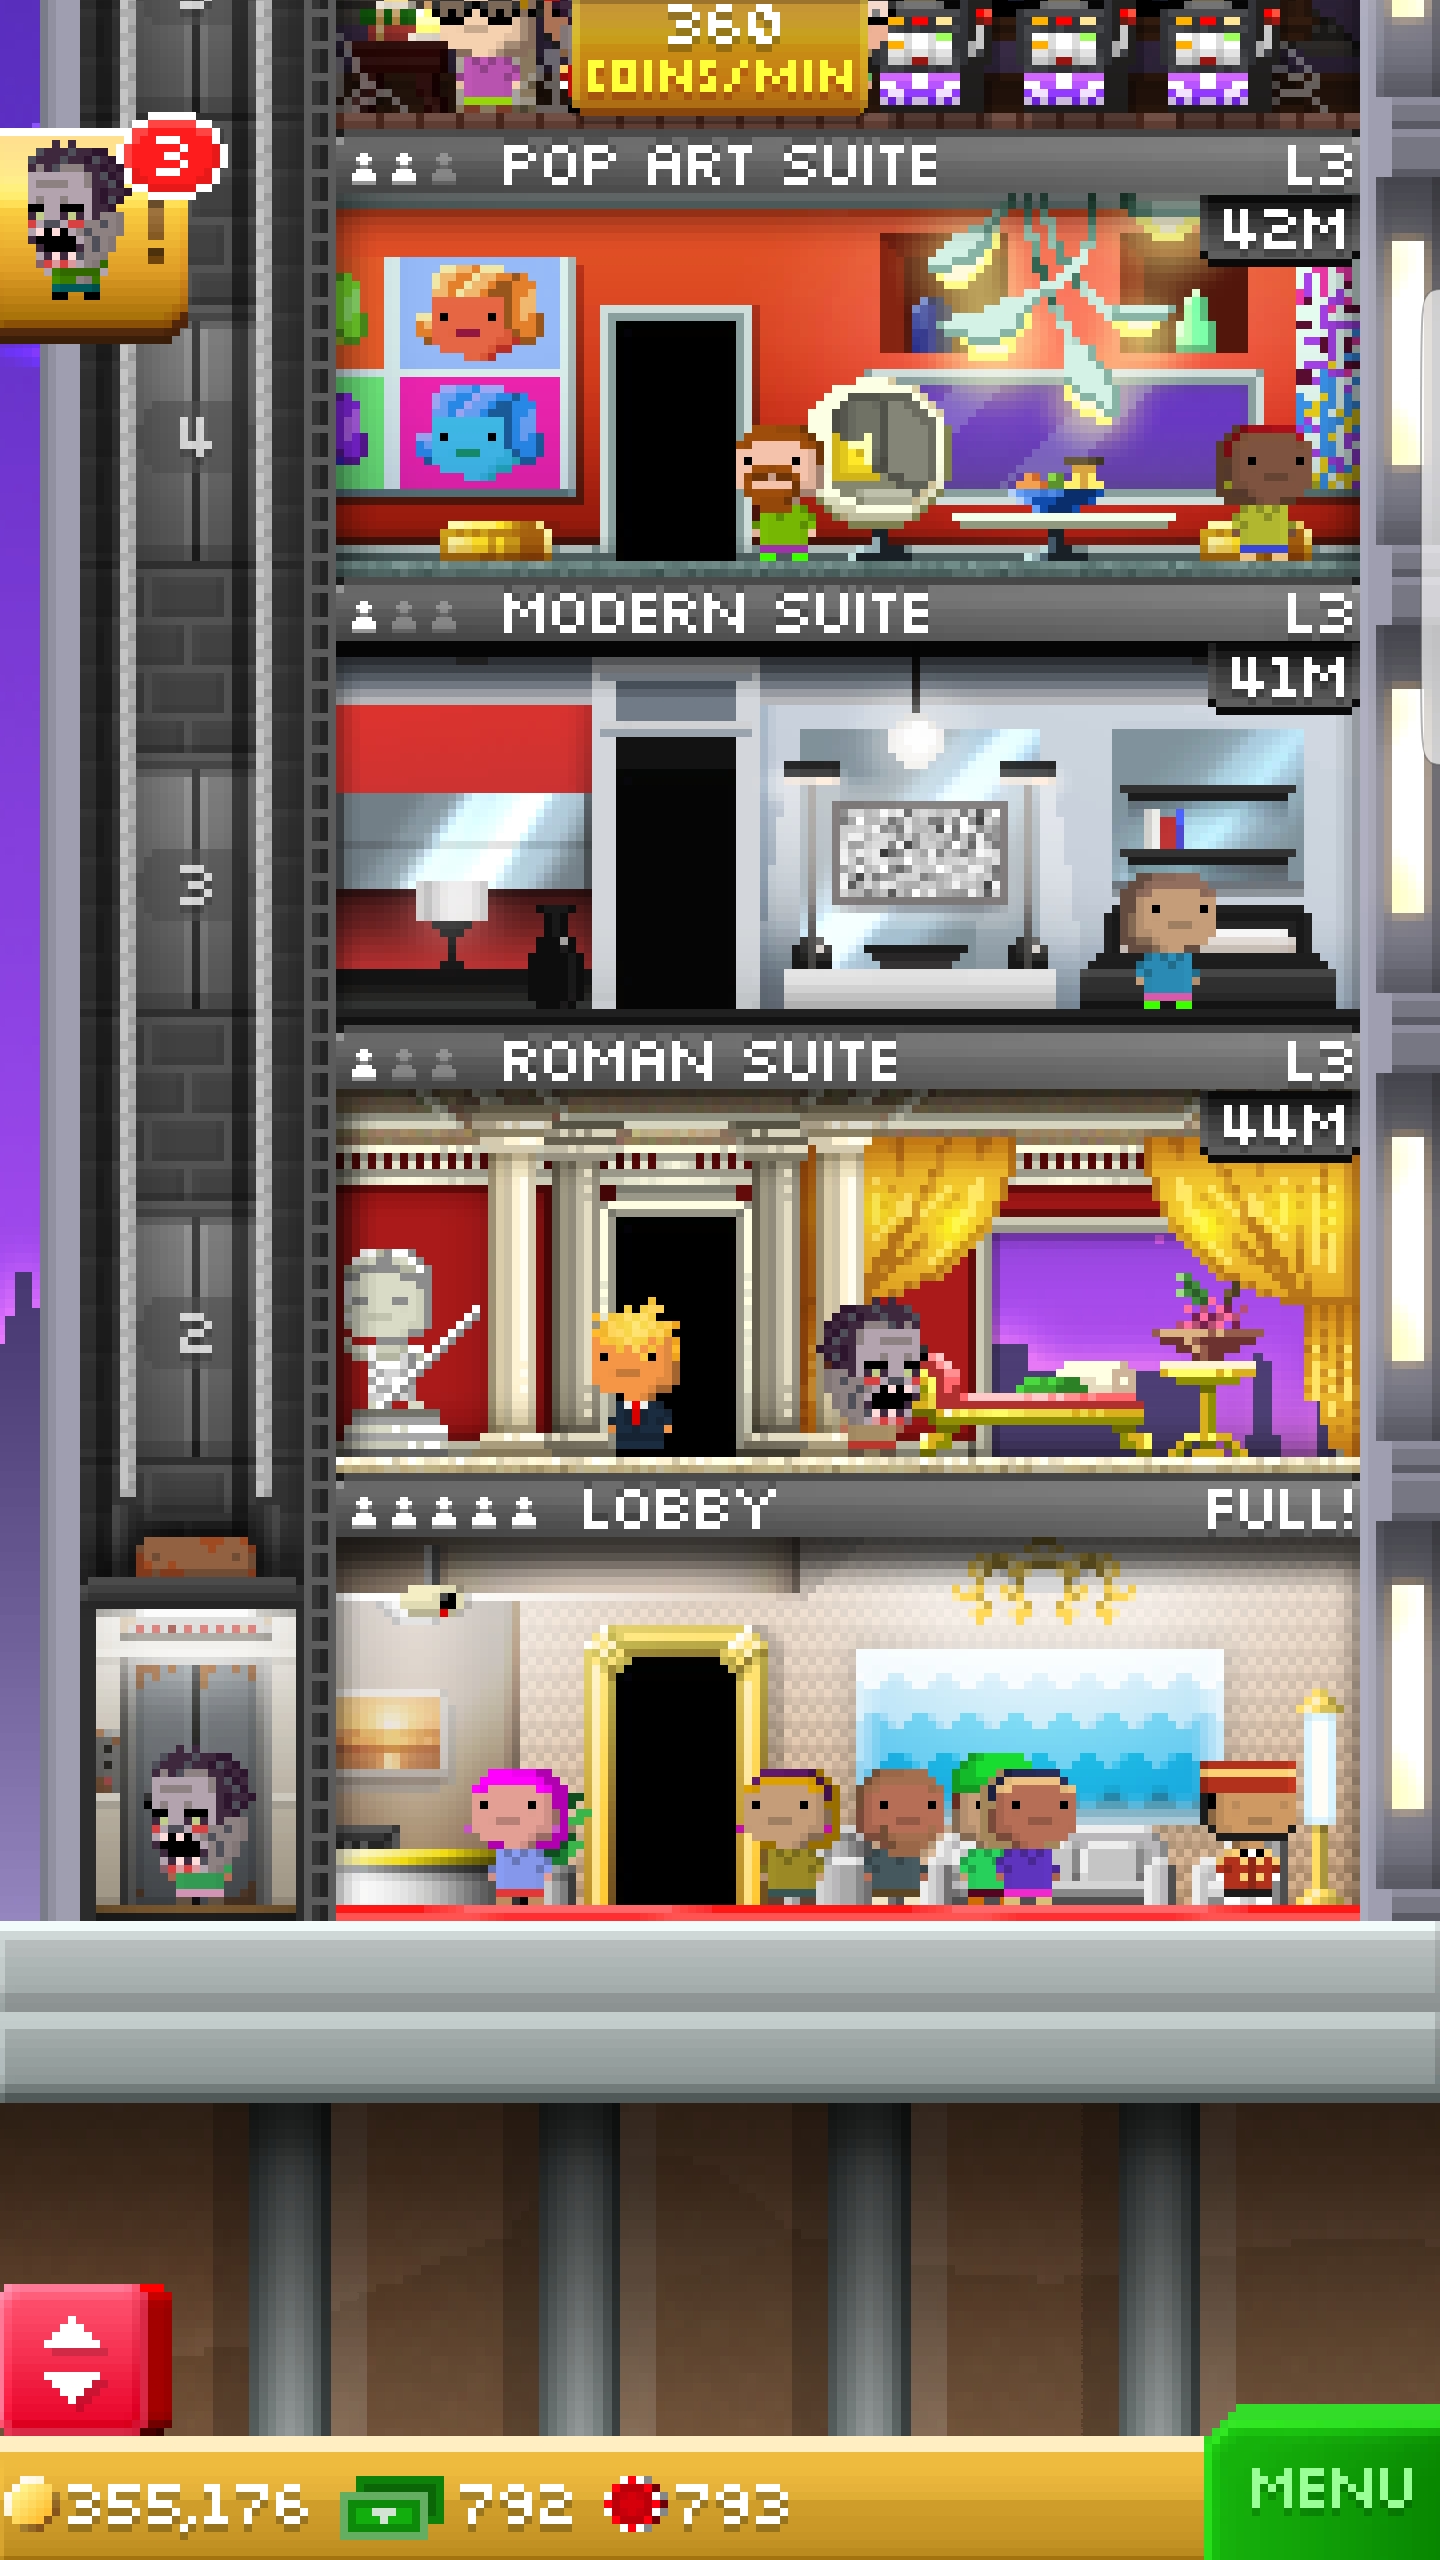 360
COINS/MIN
3
!
POP ART SUITE L3
42M
4
MODERN SUITE L3
41M
3
ROMAN SUITE L3
44M
2
LOBBY FULL!
355,176 792 793
MENU